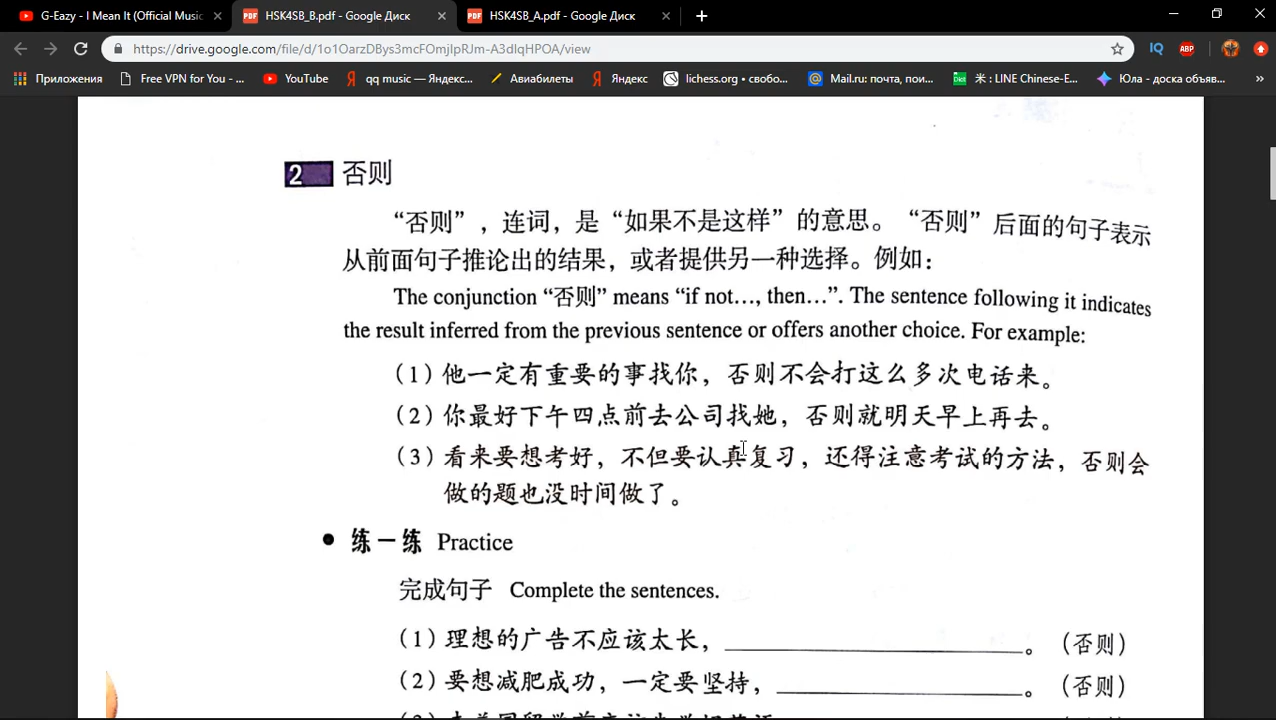 G-Eazy - I Mean It (Official Music
HSK4SB_B.pdf - Google Диск
HSK4SB_A.pdf - Google Диск
https://drive.google.com/file/d/1o1OarzDBys3mcFOmjIpRJm-A3dIqHPOA/view
Приложения
Free VPN for You - ...
YouTube
qq music — Яндекс...
Авиабилеты
Яндекс
lichess.org • свобо...
Mail.ru: почта, пои...
米 : LINE Chinese-E...
Юла - доска объяв...
2 否则
“否则”，连词，是“如果不是这样”的意思。“否则”后面的句子表示
从前面句子推论出的结果，或者提供另一种选择。例如：
The conjunction “否则” means “if not..., then...”. The sentence following it indicates
the result inferred from the previous sentence or offers another choice. For example:
（1）他一定有重要的事找你，否则不会打这么多次电话来。
（2）你最好下午四点前去公司找她，否则就明天早上再去。
（3）看来要想考好，不但要认真复习，还得注意考试的方法，否则会
做的题也没时间做了。
● 练一练 Practice
完成句子 Complete the sentences.
（1）理想的广告不应该太长，____________________。（否则）
（2）要想减肥成功，一定要坚持，________________。（否则）